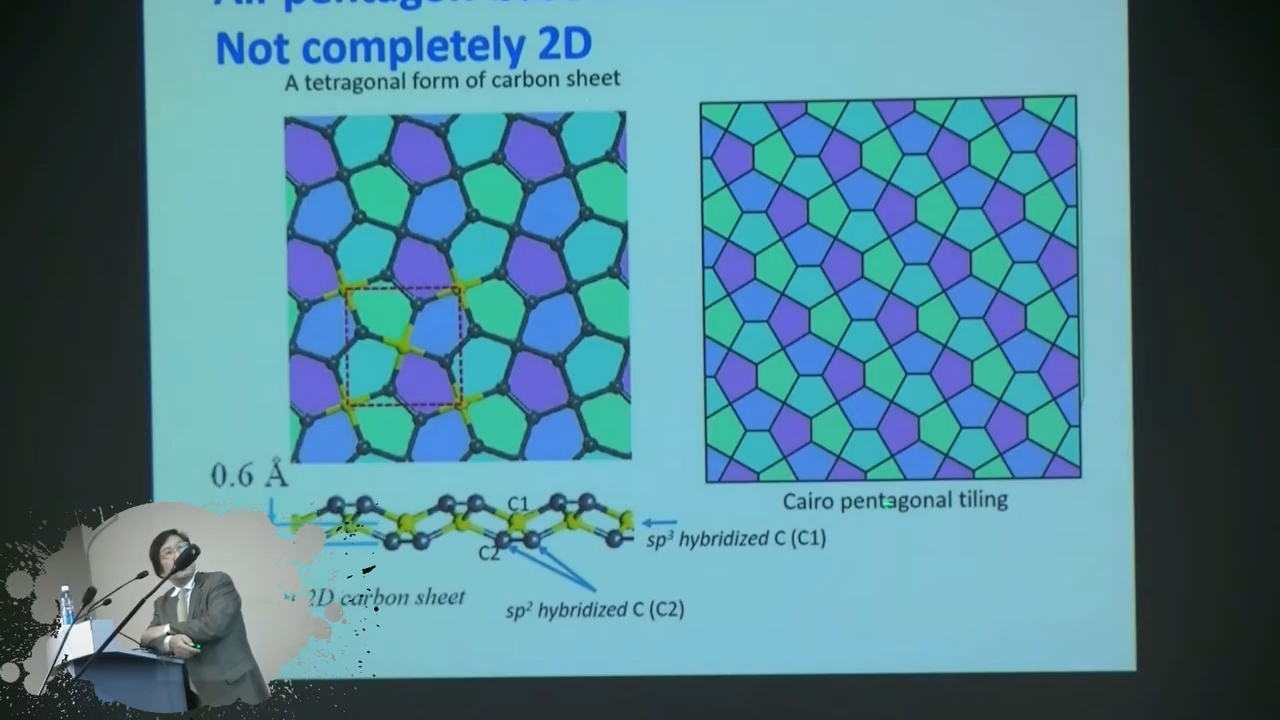 Not completely 2D
A tetragonal form of carbon sheet
0.6 Å
C1
C2
2D carbon sheet
sp² hybridized C (C2)
sp³ hybridized C (C1)
Cairo pentagonal tiling